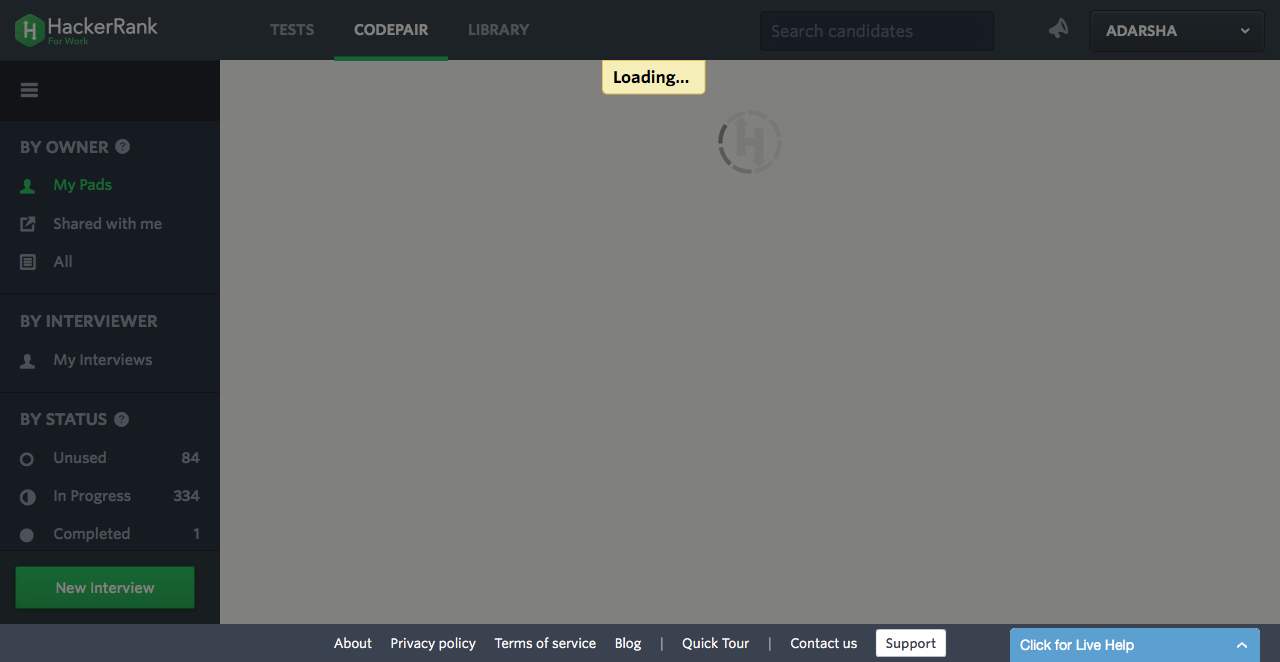 HackerRank
For Work
TESTS CODEPAIR LIBRARY
Search candidates
ADARSHA
Loading...
BY OWNER ?
My Pads
Shared with me
All
BY INTERVIEWER
My Interviews
BY STATUS ?
Unused 84
In Progress 334
Completed 1
New Interview
About Privacy policy Terms of service Blog | Quick Tour | Contact us Support
Click for Live Help